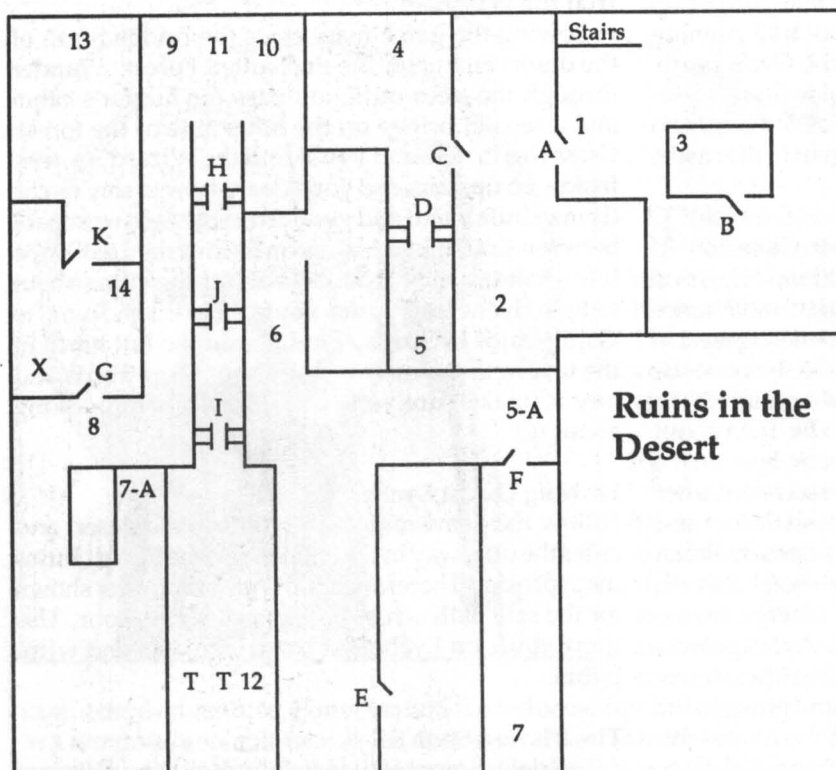 13 9 11 10 4 Stairs
1
C A 3
H
D B
K
14 J 2
6
5
X G
I 5-A Ruins in the
8 Desert
7-A F
T T 12
E
7